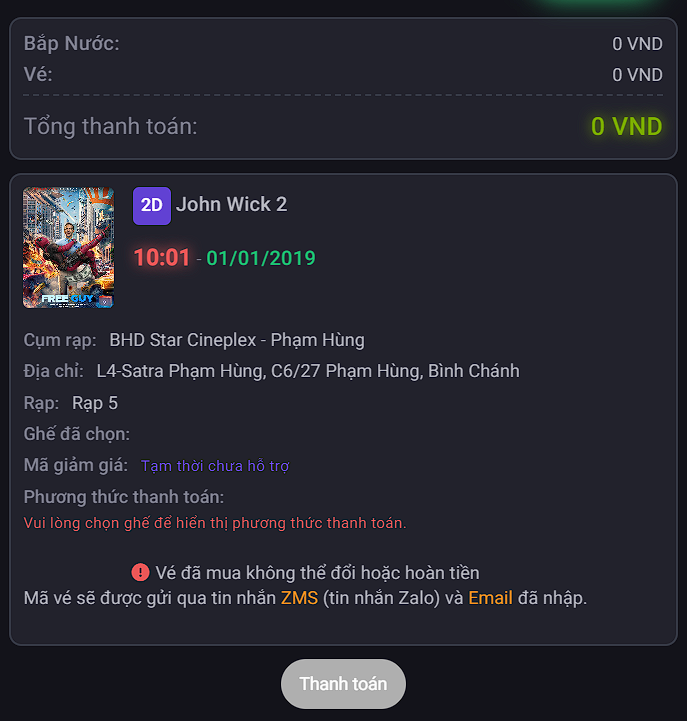 Bắp Nước: 0 VND
Vé: 0 VND
Tổng thanh toán: 0 VND
2D John Wick 2
10:01 - 01/01/2019
FREE GUY
Cụm rạp: BHD Star Cineplex - Phạm Hùng
Địa chỉ: L4-Satra Phạm Hùng, C6/27 Phạm Hùng, Bình Chánh
Rạp: Rạp 5
Ghế đã chọn:
Mã giảm giá: Tạm thời chưa hỗ trợ
Phương thức thanh toán:
Vui lòng chọn ghế để hiển thị phương thức thanh toán.
Vé đã mua không thể đổi hoặc hoàn tiền
Mã vé sẽ được gửi qua tin nhắn ZMS (tin nhắn Zalo) và Email đã nhập.
Thanh toán